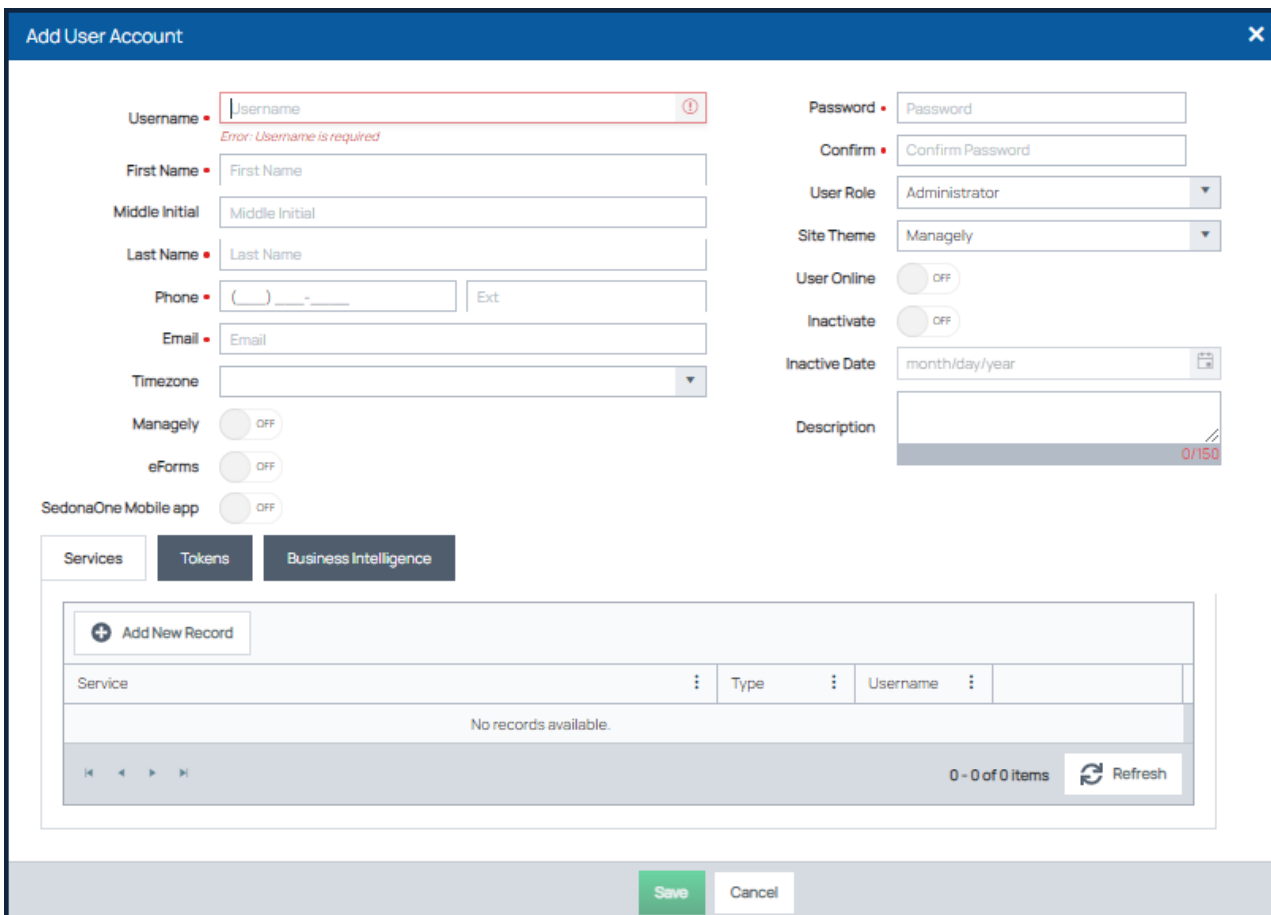 Add User Account
Username • Username
Error: Username is required
First Name • First Name
Middle Initial Middle Initial
Last Name • Last Name
Phone • (___) ___-____ Ext
Email • Email
Timezone
Managely OFF
eForms OFF
SedonaOne Mobile app OFF
Password • Password
Confirm • Confirm Password
User Role Administrator
Site Theme Managely
User Online OFF
Inactivate OFF
Inactive Date month/day/year
Description
0/150
Services Tokens Business Intelligence
Add New Record
Service Type Username
No records available.
0 - 0 of 0 items Refresh
Save Cancel